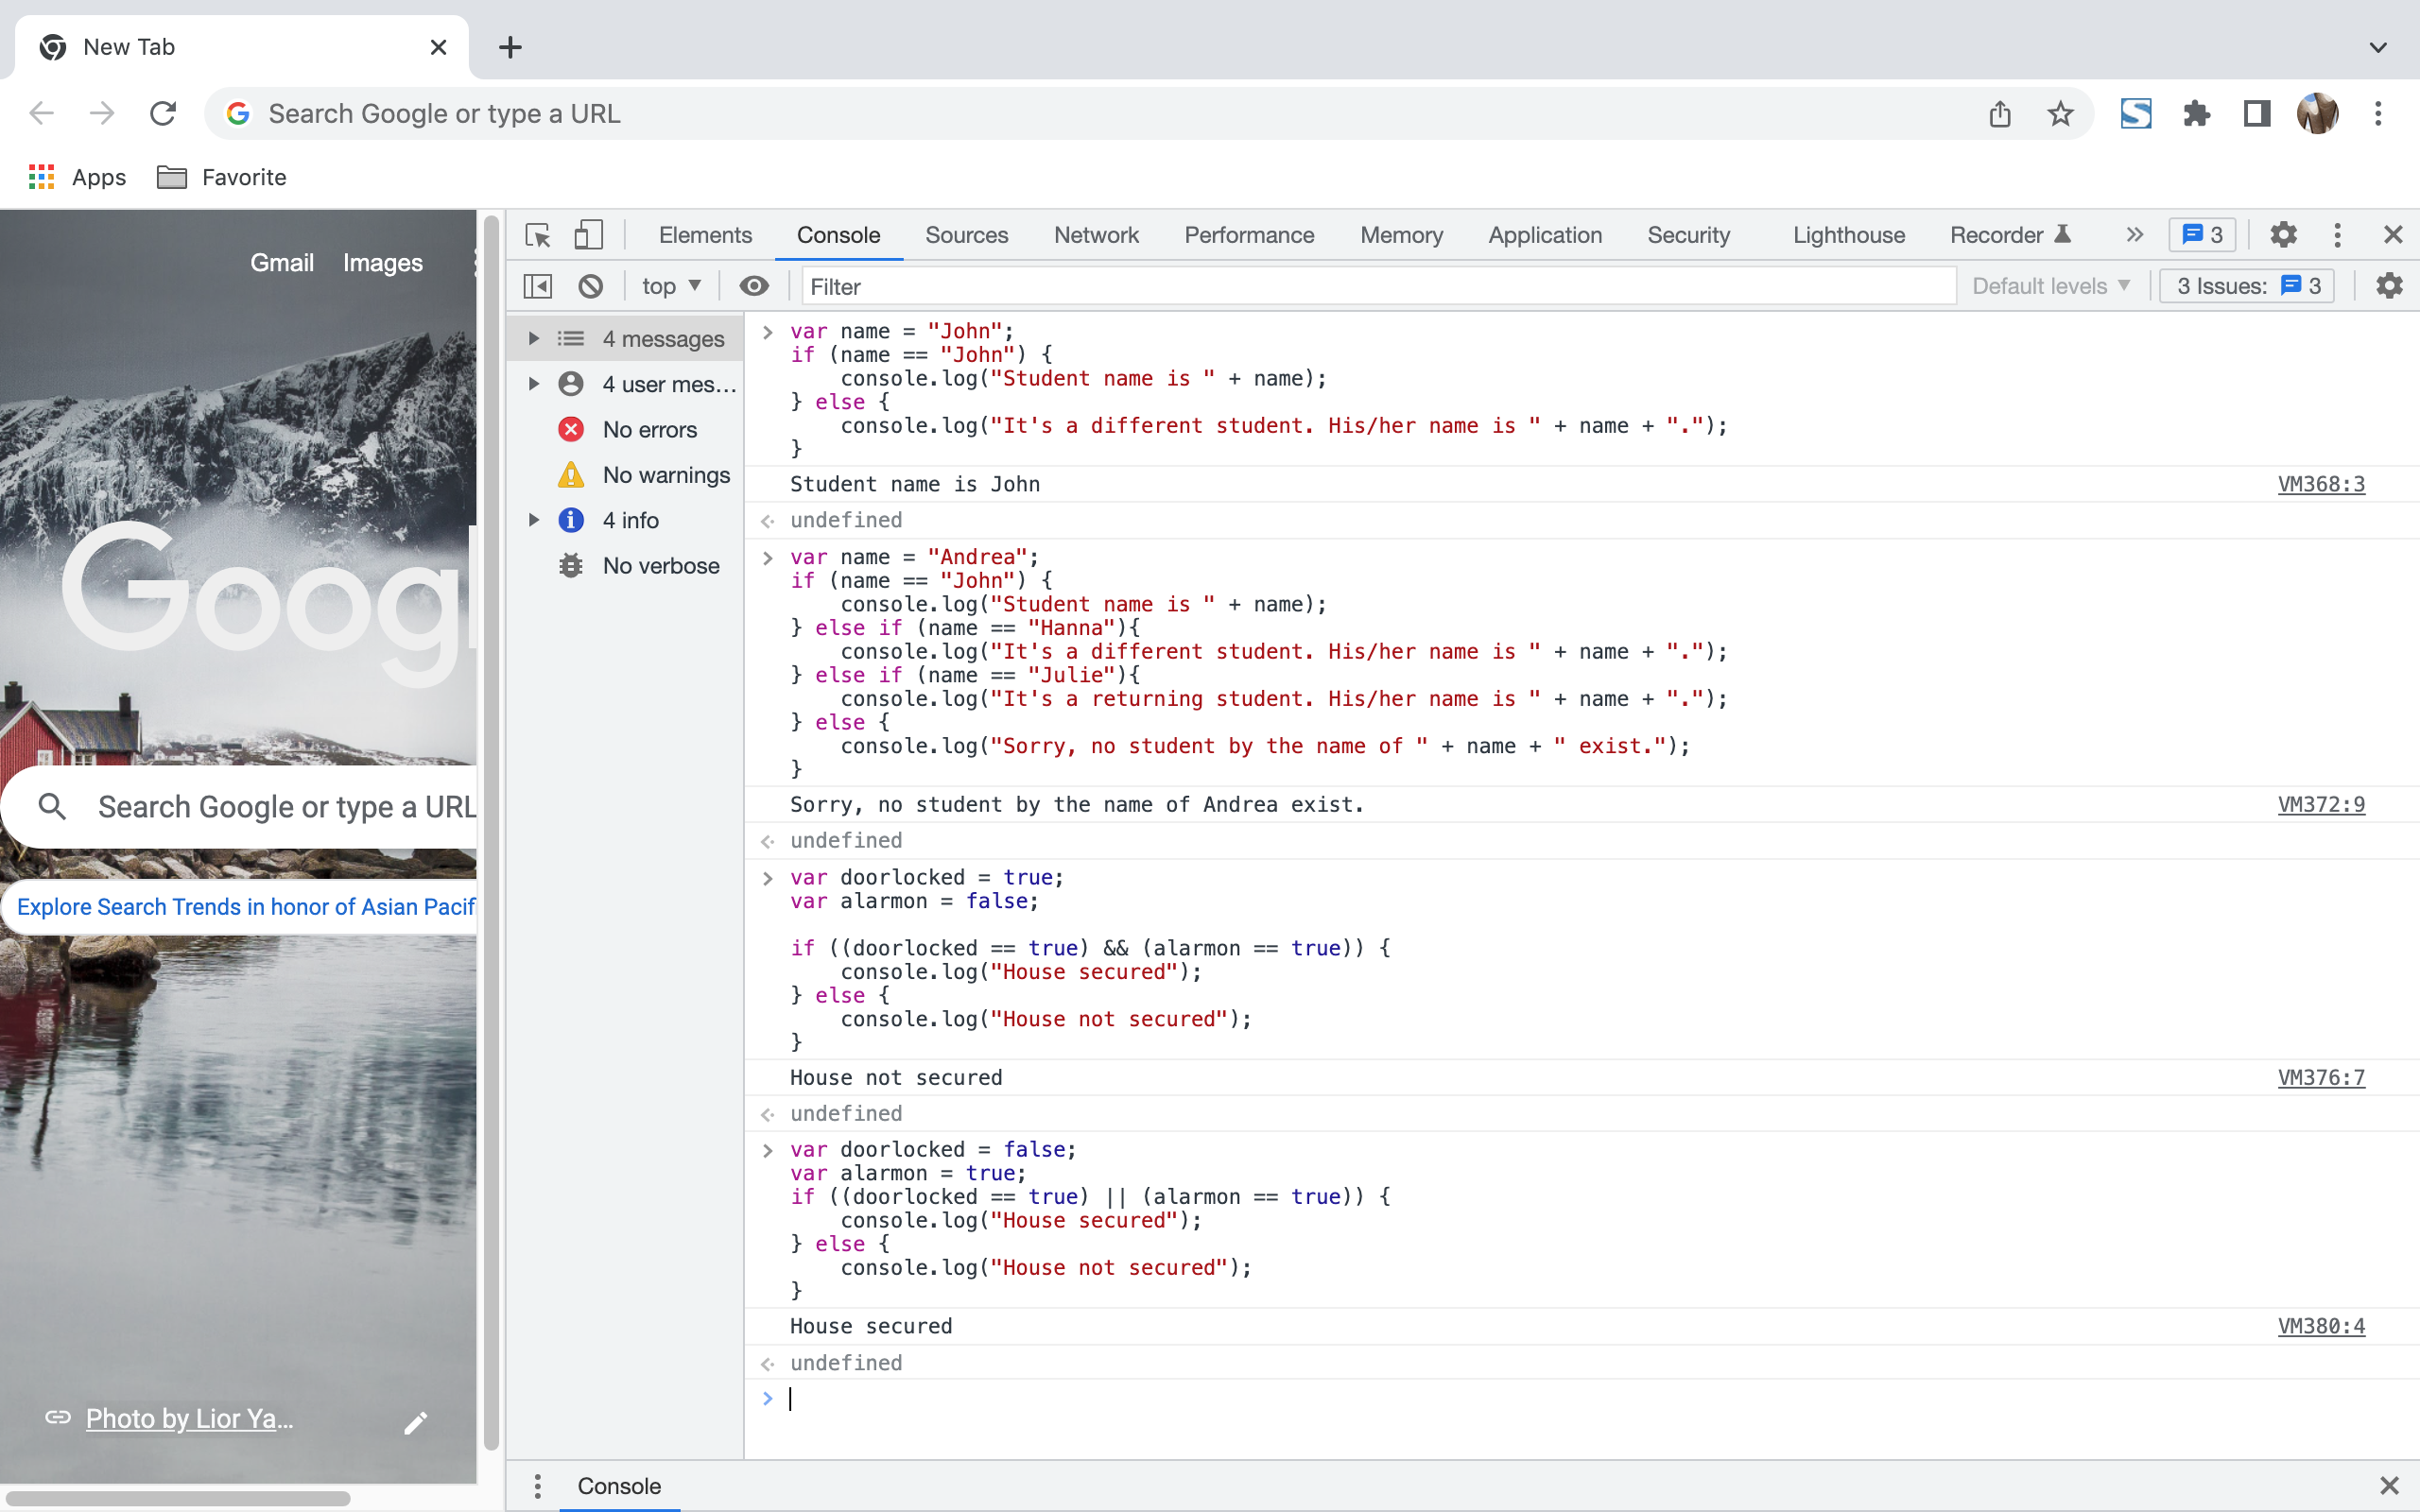 New Tab
Search Google or type a URL
Apps
Favorite
Gmail Images
Googl
Search Google or type a URL
Explore Search Trends in honor of Asian Pacif
Photo by Lior Ya...
Elements Console Sources Network Performance Memory Application Security Lighthouse Recorder 3
top Filter Default levels 3 Issues: 3
4 messages
4 user mes...
No errors
No warnings
4 info
No verbose
var name = "John";
if (name == "John") {
    console.log("Student name is " + name);
} else {
    console.log("It's a different student. His/her name is " + name + ".");
}
Student name is John VM368:3
undefined
var name = "Andrea";
if (name == "John") {
    console.log("Student name is " + name);
} else if (name == "Hanna"){
    console.log("It's a different student. His/her name is " + name + ".");
} else if (name == "Julie"){
    console.log("It's a returning student. His/her name is " + name + ".");
} else {
    console.log("Sorry, no student by the name of " + name + " exist.");
}
Sorry, no student by the name of Andrea exist. VM372:9
undefined
var doorlocked = true;
var alarmon = false;
if ((doorlocked == true) && (alarmon == true)) {
    console.log("House secured");
} else {
    console.log("House not secured");
}
House not secured VM376:7
undefined
var doorlocked = false;
var alarmon = true;
if ((doorlocked == true) || (alarmon == true)) {
    console.log("House secured");
} else {
    console.log("House not secured");
}
House secured VM380:4
undefined
Console